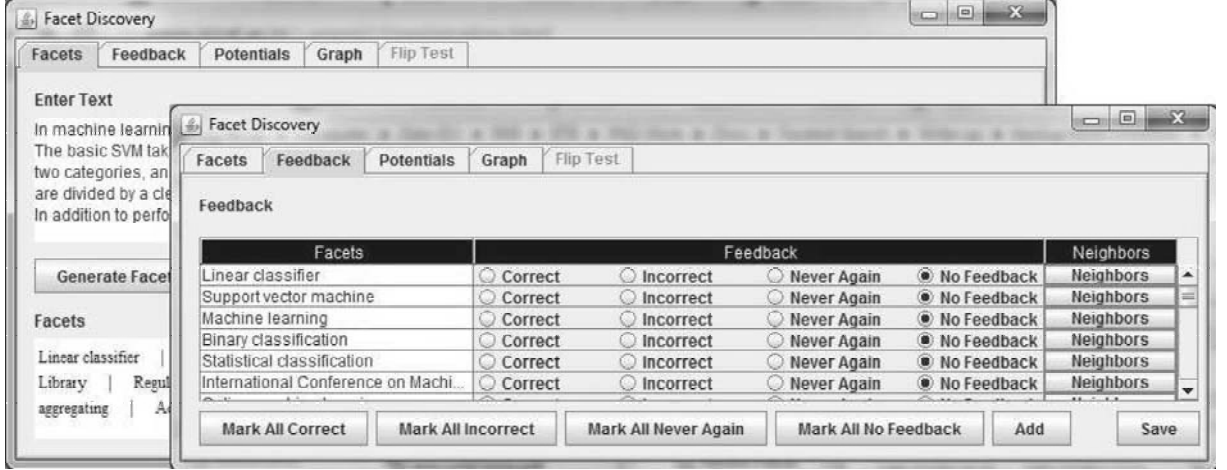 Facet Discovery
Facets Feedback Potentials Graph Flip Test
Enter Text
In machine learnin
The basic SVM tak
two categories, an
are divided by a cle
In addition to perfo
Generate Facet
Facets
Linear classifier |
Library | Regul
aggregating | A
Facet Discovery
Facets Feedback Potentials Graph Flip Test
Feedback
Facets Feedback Neighbors
Linear classifier Correct Incorrect Never Again No Feedback Neighbors
Support vector machine Correct Incorrect Never Again No Feedback Neighbors
Machine learning Correct Incorrect Never Again No Feedback Neighbors
Binary classification Correct Incorrect Never Again No Feedback Neighbors
Statistical classification Correct Incorrect Never Again No Feedback Neighbors
International Conference on Machi... Correct Incorrect Never Again No Feedback Neighbors
Mark All Correct Mark All Incorrect Mark All Never Again Mark All No Feedback Add Save